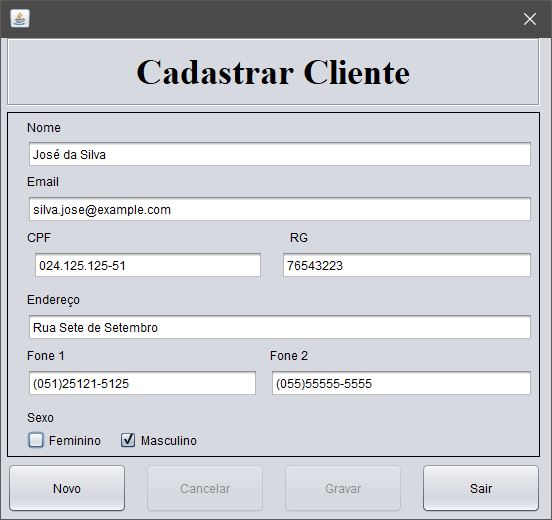 Cadastrar Cliente
Nome
José da Silva
Email
silva.jose@example.com
CPF RG
024.125.125-51 76543223
Endereço
Rua Sete de Setembro
Fone 1 Fone 2
(051)25121-5125 (055)55555-5555
Sexo
Feminino Masculino
Novo Cancelar Gravar Sair